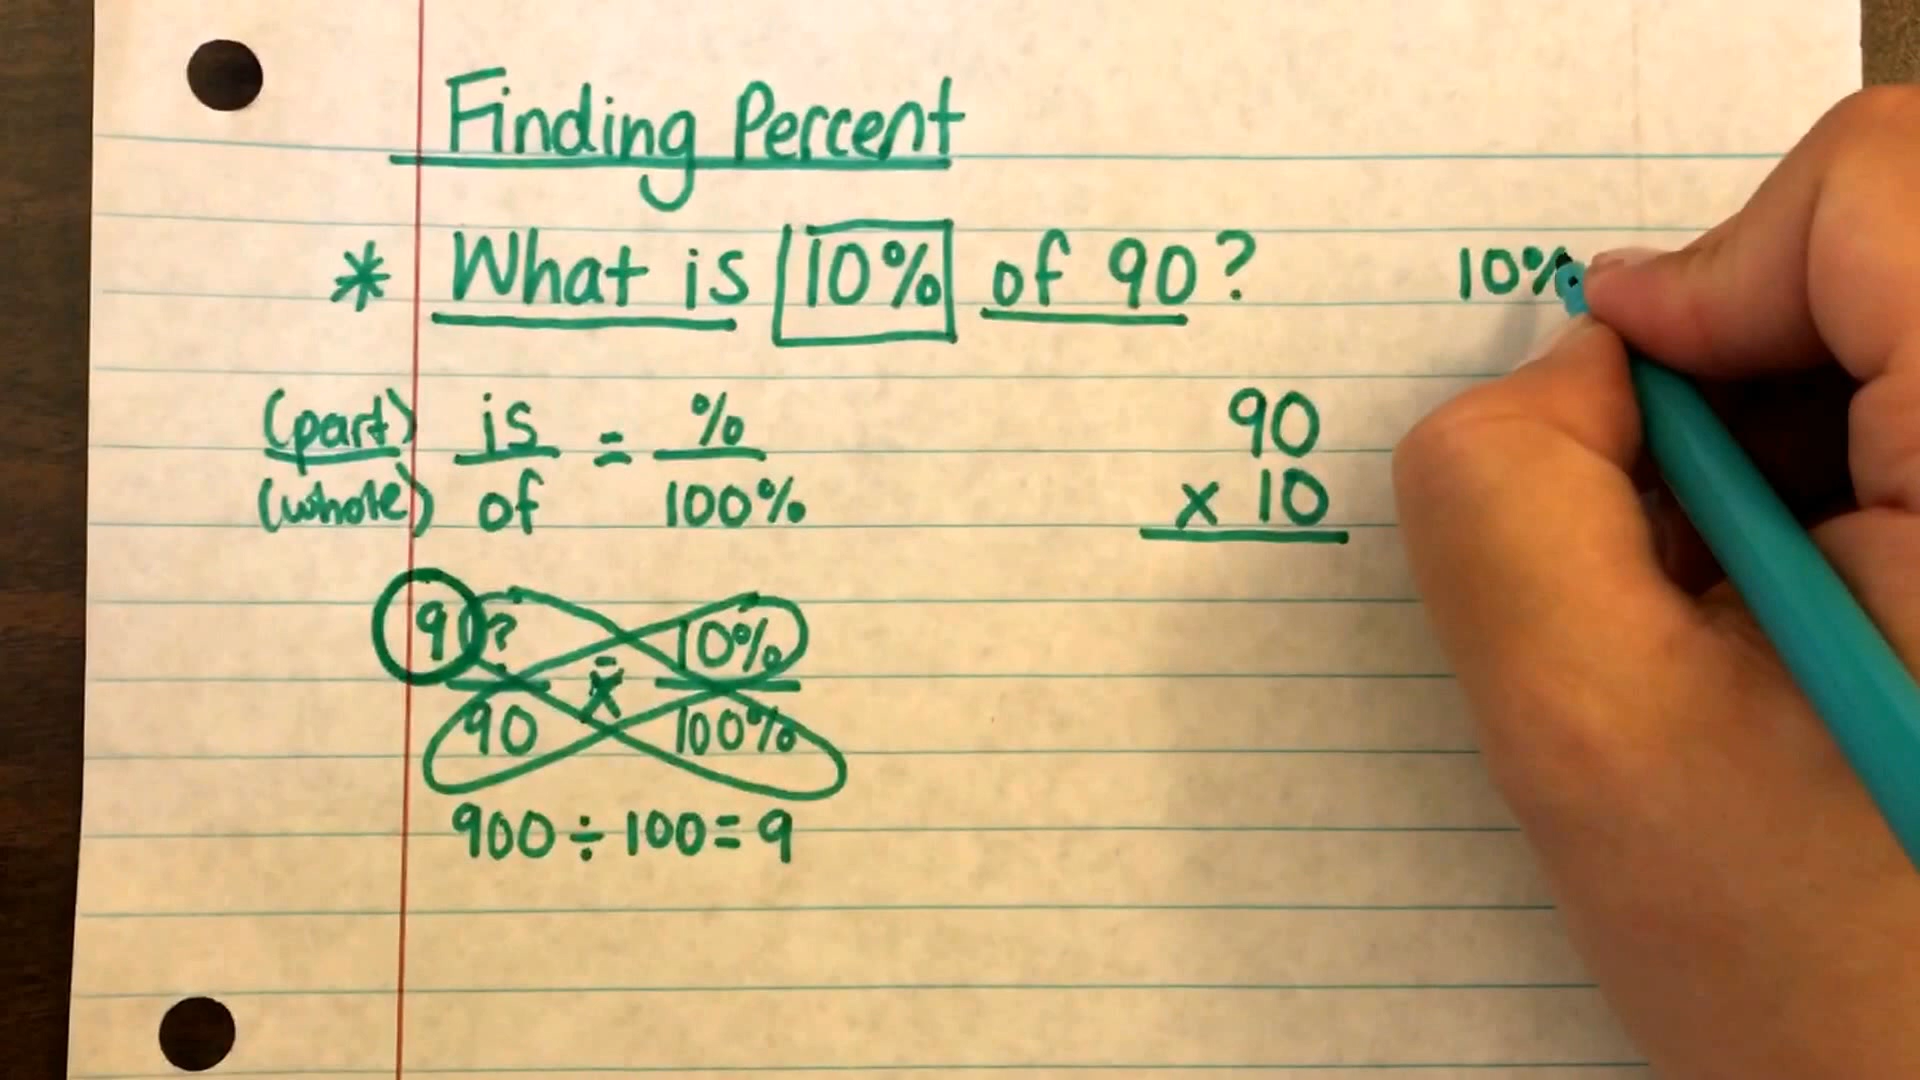 Finding Percent
* What is 10% of 90?
10%
(part) is = %
(whole) of 100%
90
x 10
9 ? 10%
x
90 100%
900 ÷ 100 = 9